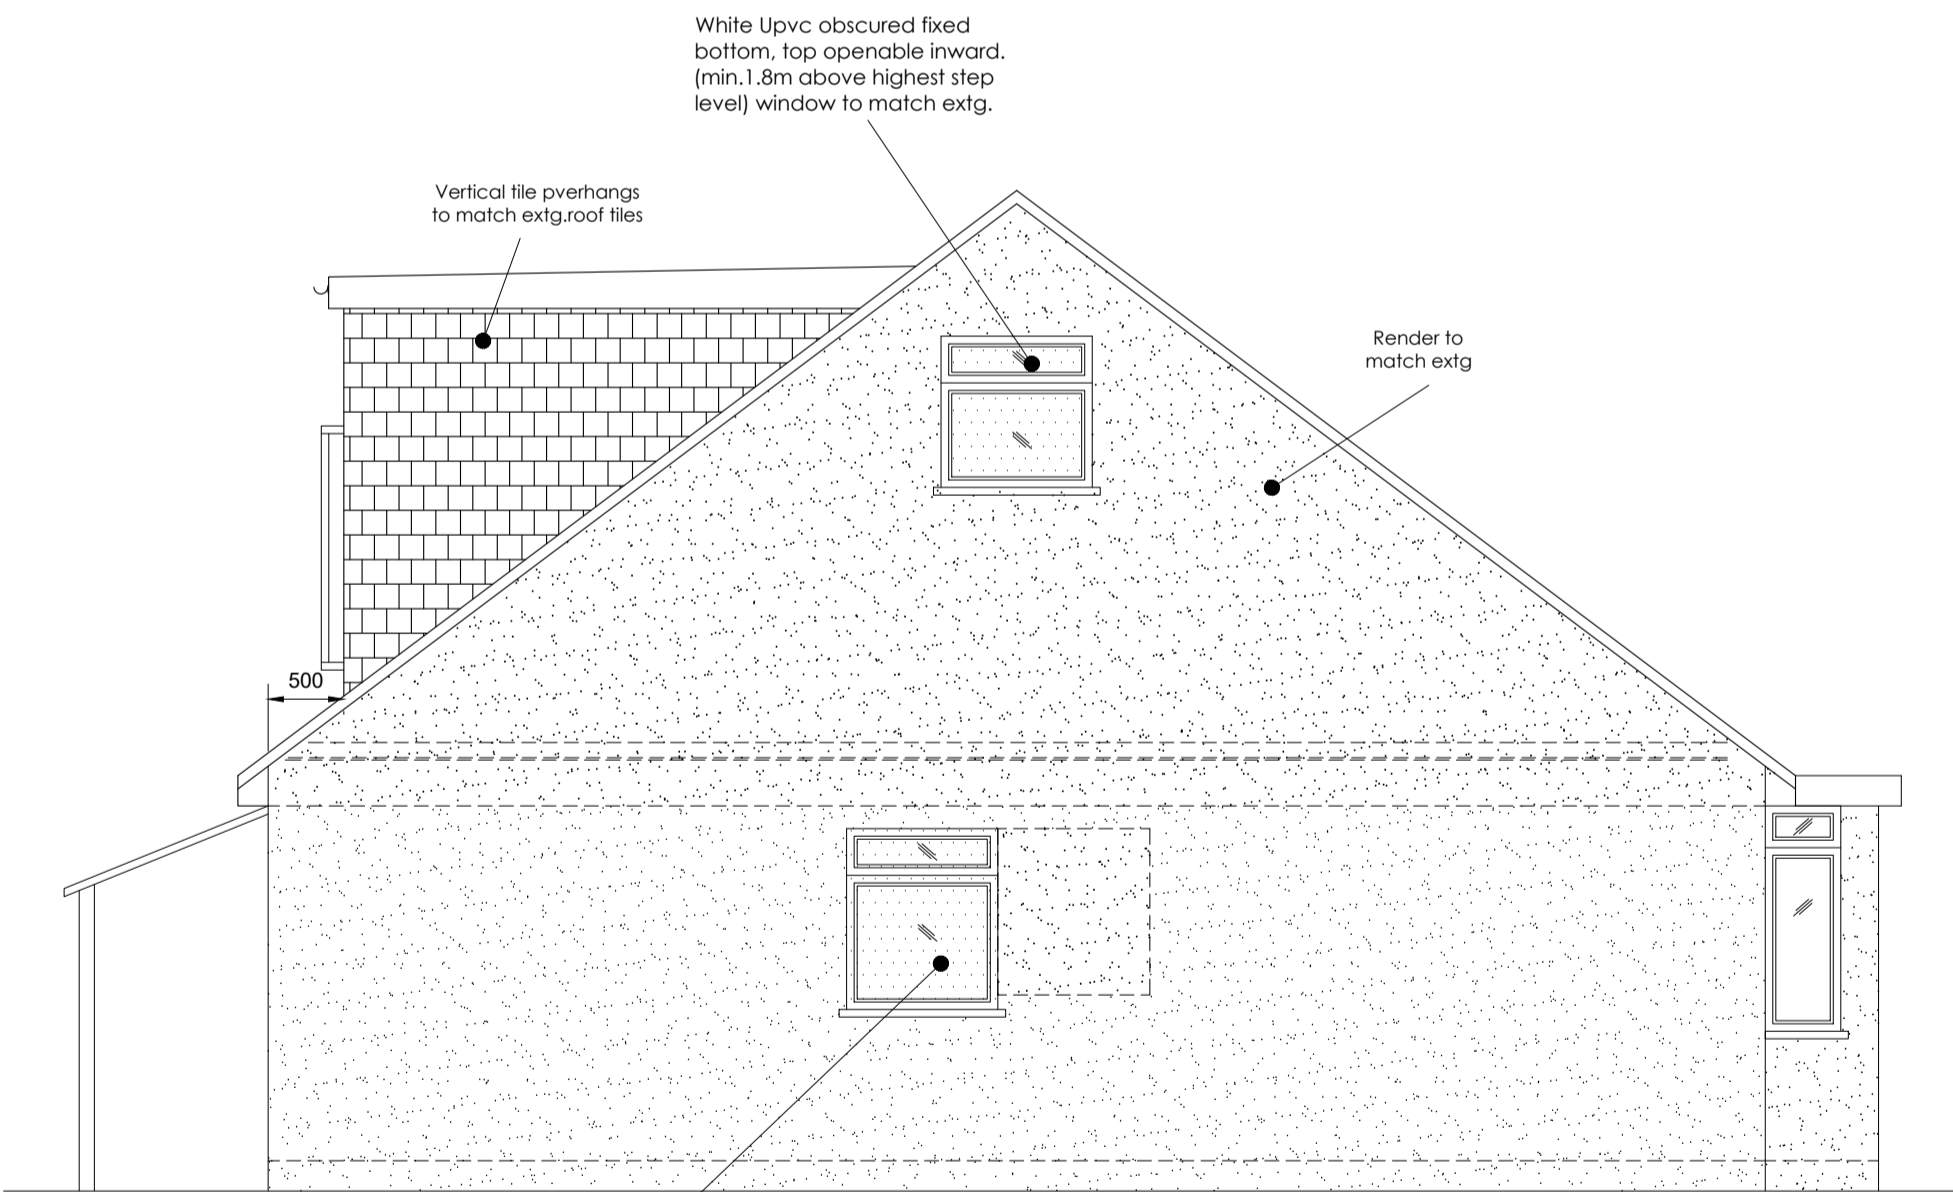 White Upvc obscured fixed
bottom, top openable inward.
(min.1.8m above highest step
level) window to match extg.
Vertical tile pverhangs
to match extg.roof tiles
Render to
match extg
500